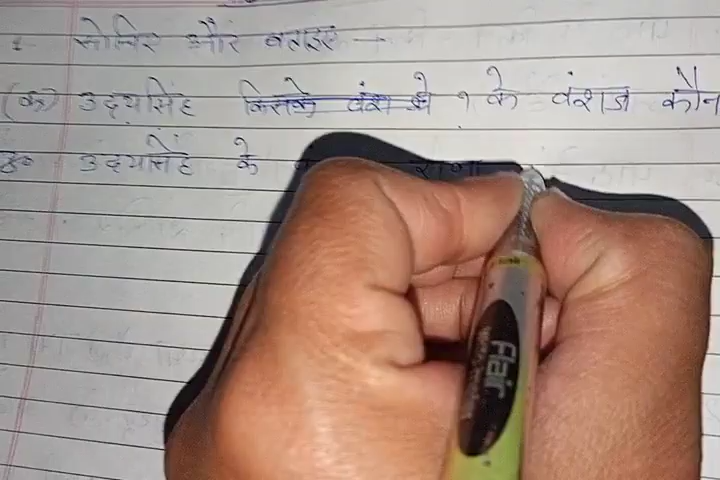 सोचिए और बताइए →
(क) उदयसिंह किसके वंश से ? के वंशज कौन
उ० उदयसिंह के राणा
Flair